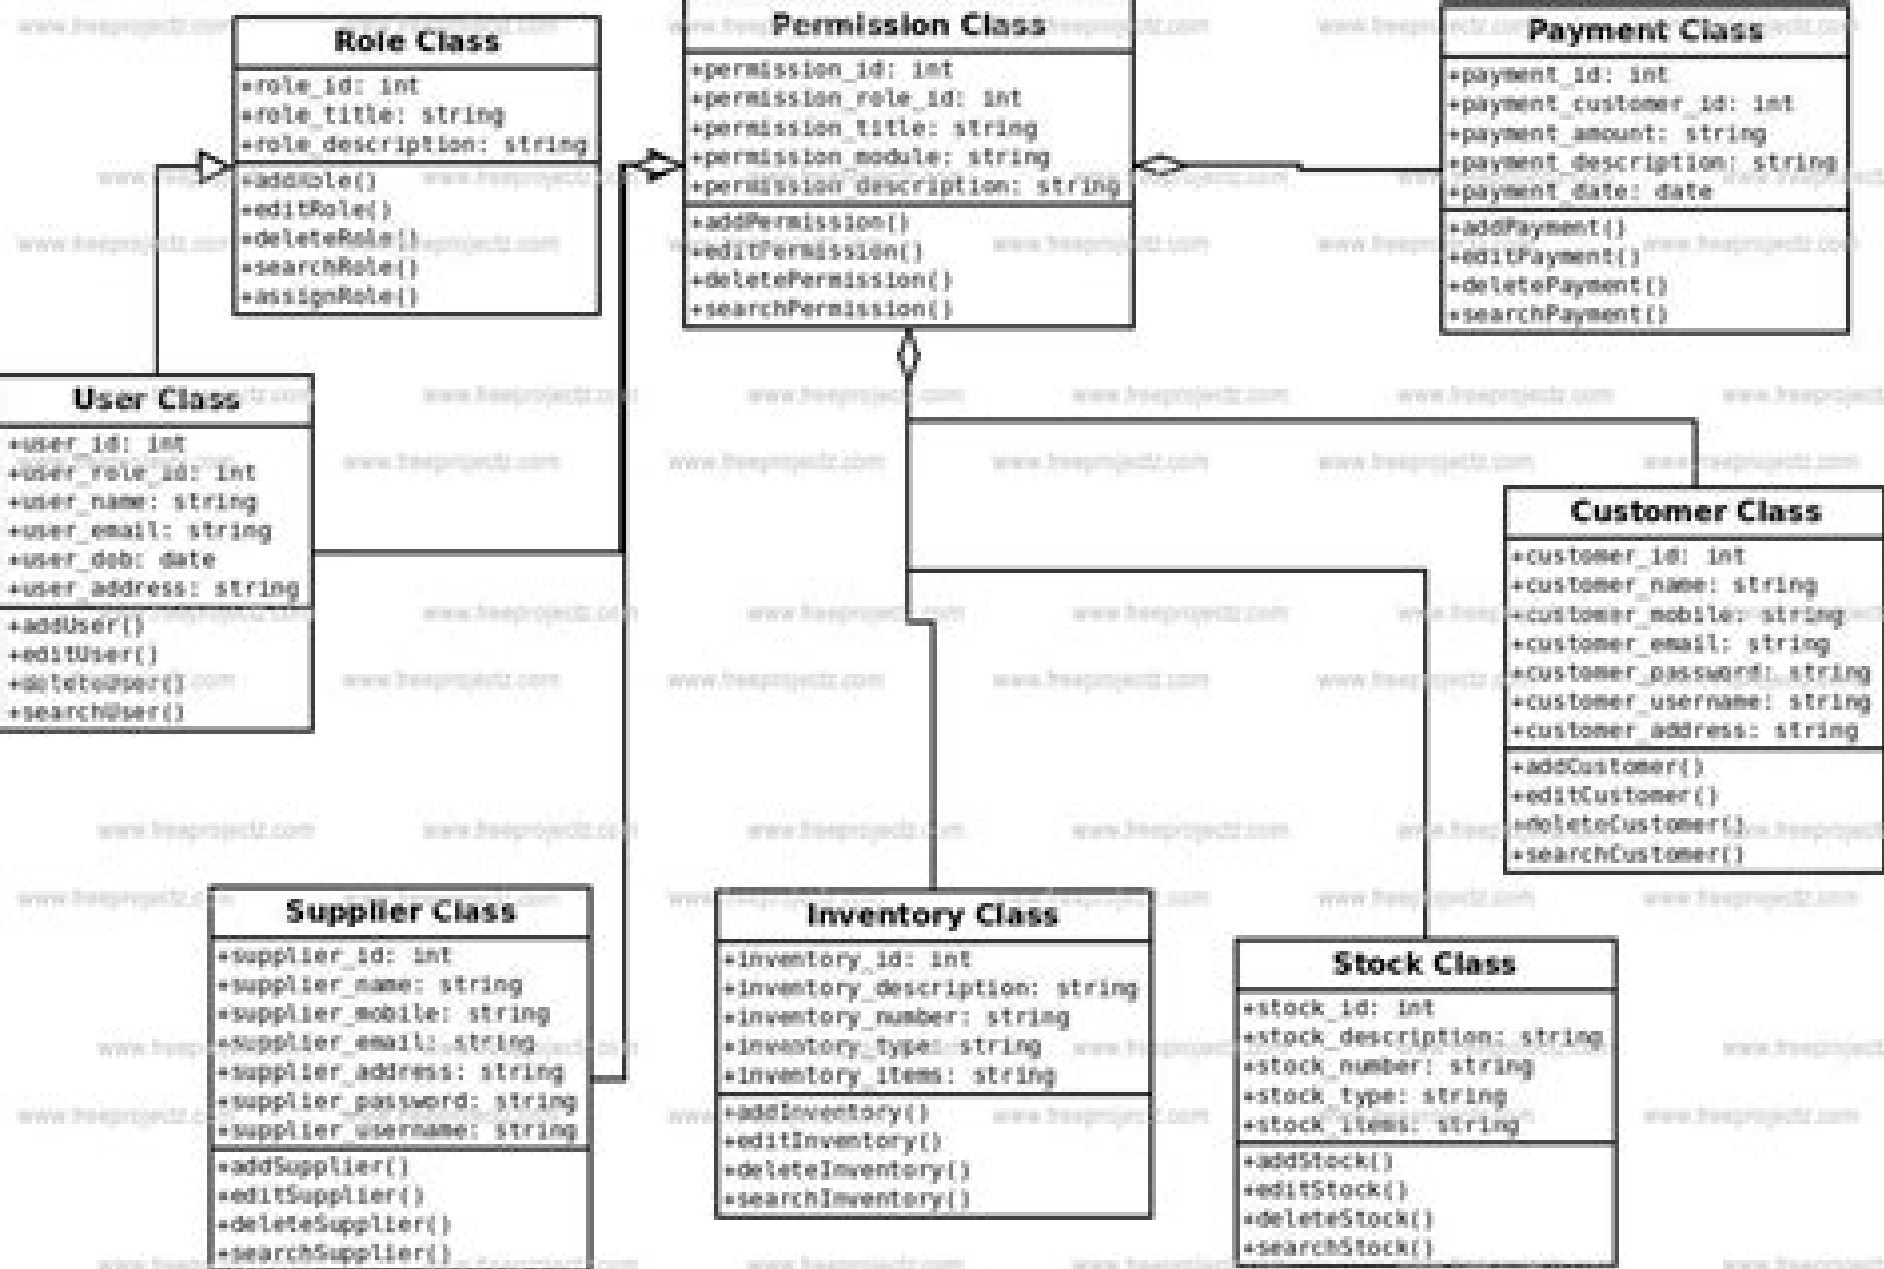 Role Class
+role_id: int
+role_title: string
+role_description: string
+addRole()
+editRole()
+deleteRole()
+searchRole()
+assignRole()
Permission Class
+permission_id: int
+permission_role_id: int
+permission_title: string
+permission_module: string
+permission_description: string
+addPermission()
+editPermission()
+deletePermission()
+searchPermission()
Payment Class
+payment_id: int
+payment_customer_id: int
+payment_amount: string
+payment_description: string
+payment_date: date
+addPayment()
+editPayment()
+deletePayment()
+searchPayment()
User Class
+user_id: int
+user_role_id: int
+user_name: string
+user_email: string
+user_dob: date
+user_address: string
+addUser()
+editUser()
+deleteUser()
+searchUser()
Customer Class
+customer_id: int
+customer_name: string
+customer_mobile: string
+customer_email: string
+customer_password: string
+customer_username: string
+customer_address: string
+addCustomer()
+editCustomer()
+deleteCustomer()
+searchCustomer()
Supplier Class
+supplier_id: int
+supplier_name: string
+supplier_mobile: string
+supplier_email: string
+supplier_address: string
+supplier_password: string
+supplier_username: string
+addSupplier()
+editSupplier()
+deleteSupplier()
+searchSupplier()
Inventory Class
+inventory_id: int
+inventory_description: string
+inventory_number: string
+inventory_type: string
+inventory_items: string
+addInventory()
+editInventory()
+deleteInventory()
+searchInventory()
Stock Class
+stock_id: int
+stock_description: string
+stock_number: string
+stock_type: string
+stock_items: string
+addStock()
+editStock()
+deleteStock()
+searchStock()
www.freeprojectz.com